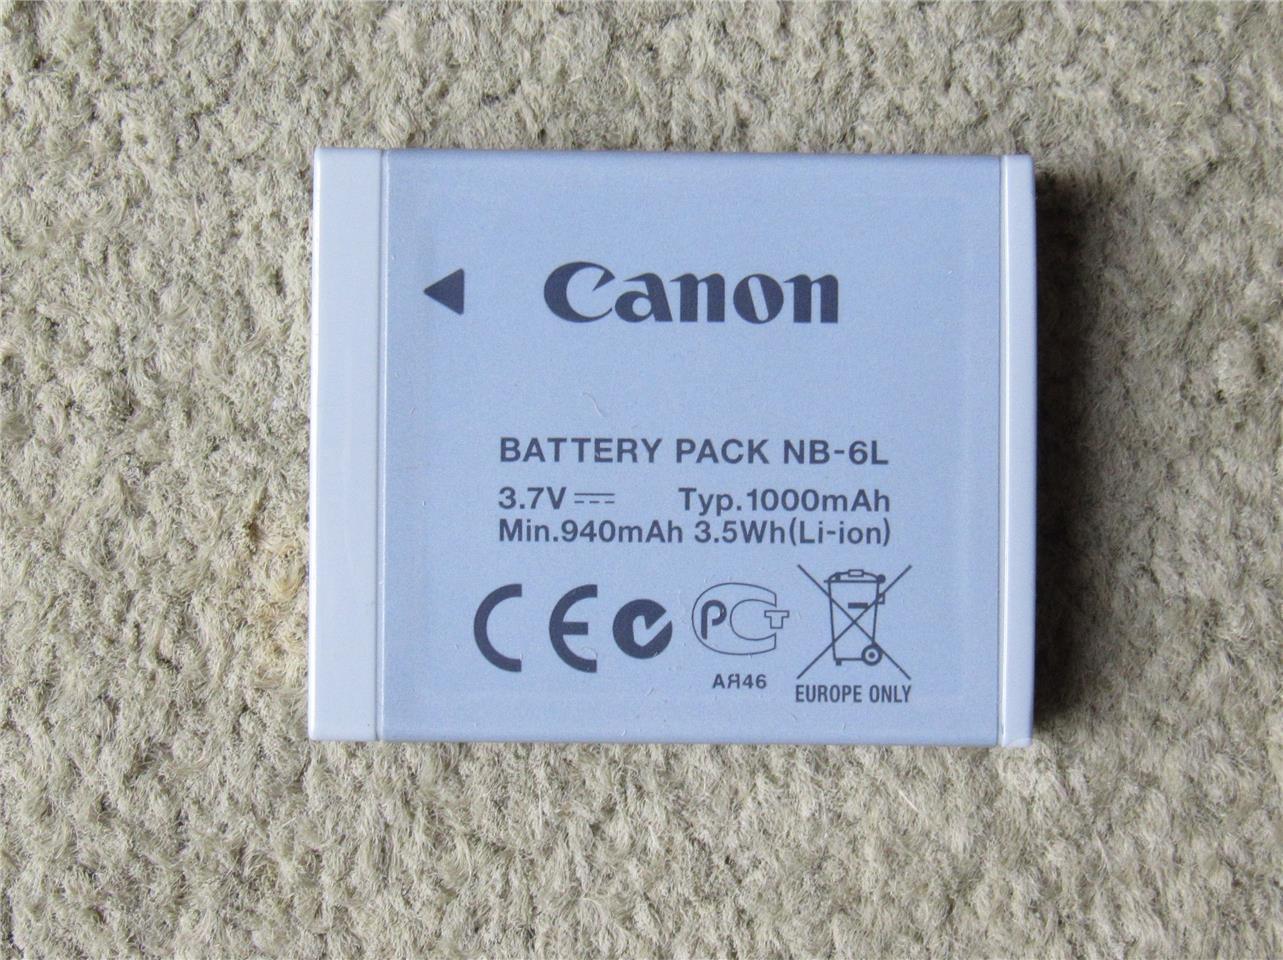 Canon
BATTERY PACK NB-6L
3.7V Typ.1000mAh
Min.940mAh 3.5Wh(Li-ion)
CE PCT
АЯ46
EUROPE ONLY